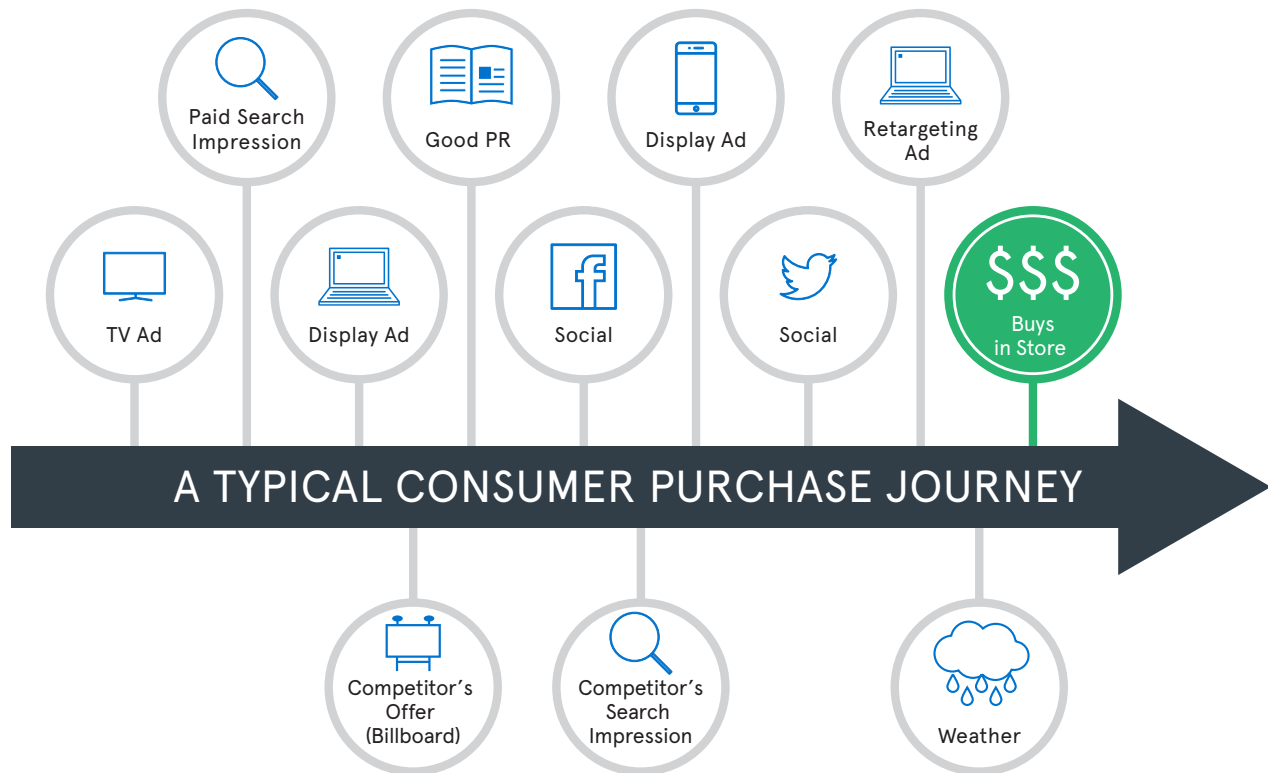 Paid Search
Impression
Good PR
Display Ad
Retargeting
Ad
TV Ad
Display Ad
Social
Social
$$$
Buys
in Store
A TYPICAL CONSUMER PURCHASE JOURNEY
Competitor’s
Offer
(Billboard)
Competitor’s
Search
Impression
Weather